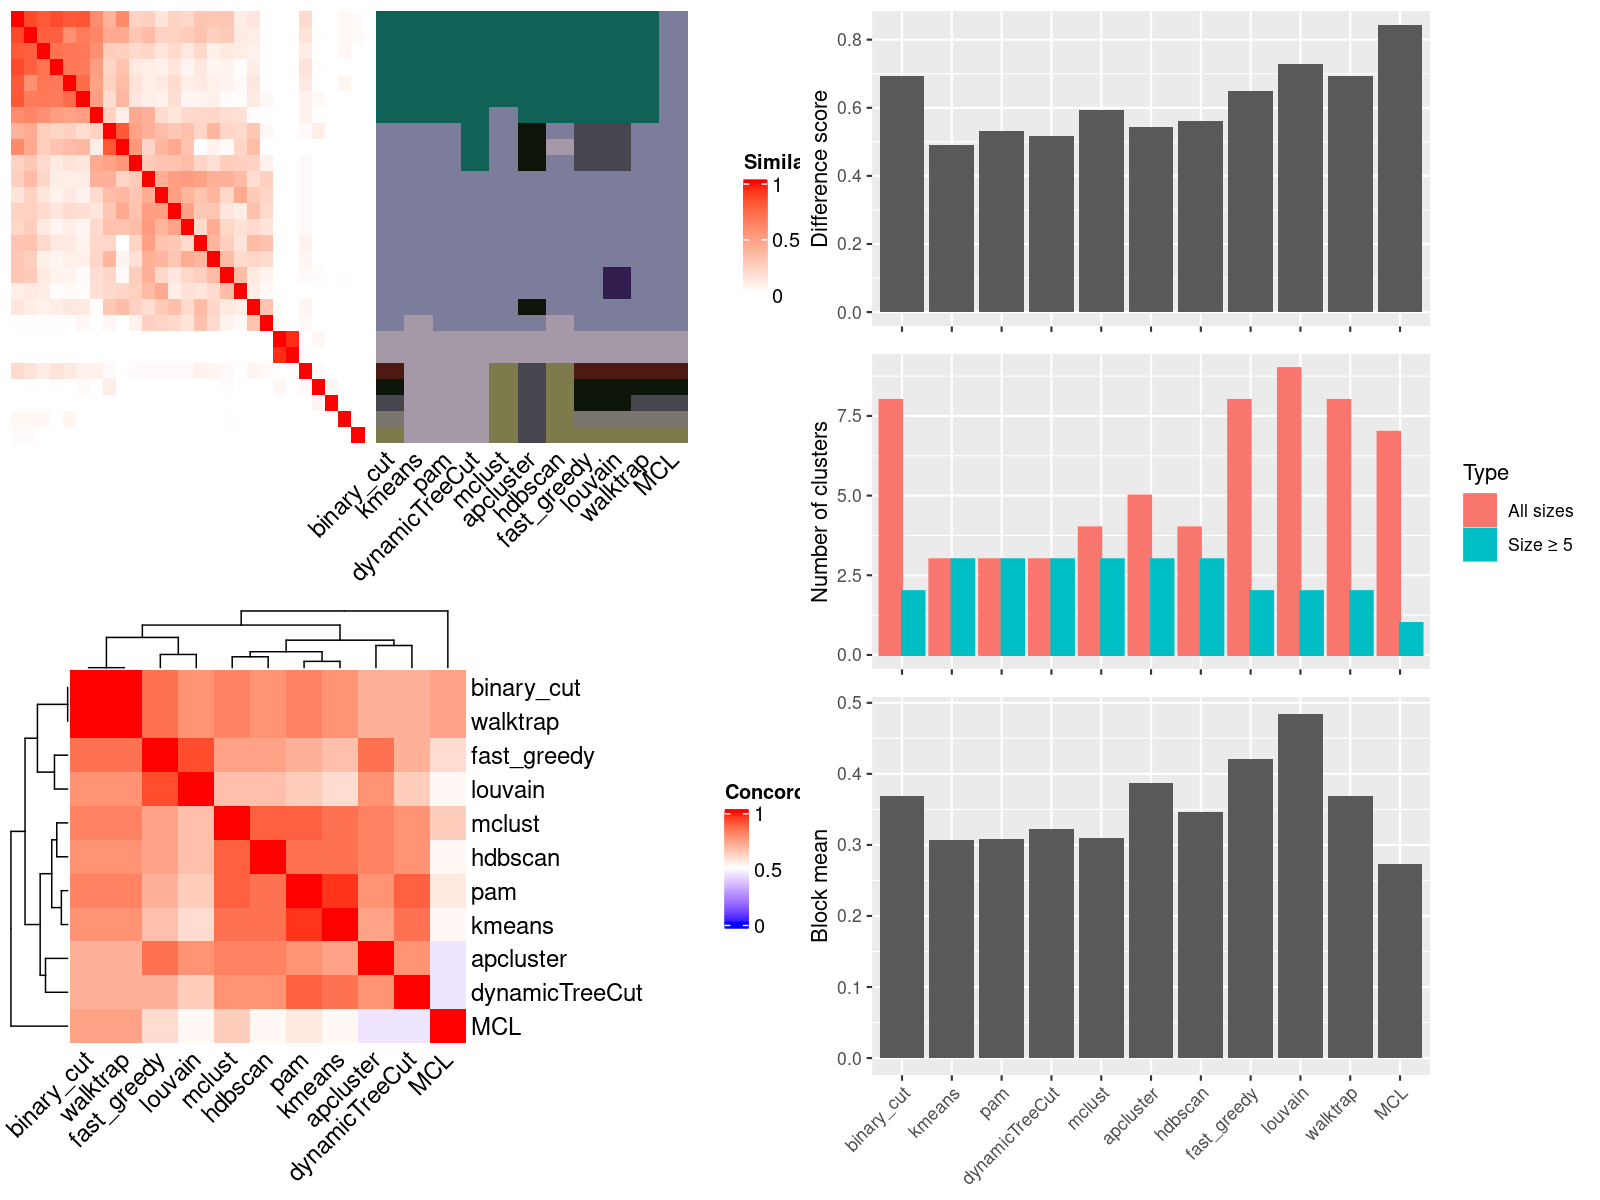 Simila
1
0.5
0
binary_cut
kmeans
pam
dynamicTreeCut
mclust
apcluster
hdbscan
fast_greedy
louvain
walktrap
MCL
binary_cut
walktrap
fast_greedy
louvain
mclust
hdbscan
pam
kmeans
apcluster
dynamicTreeCut
MCL
binary_cut
walktrap
fast_greedy
louvain
mclust
hdbscan
pam
kmeans
apcluster
dynamicTreeCut
MCL
Concord
1
0.5
0
Difference score
0.8
0.6
0.4
0.2
0.0
Number of clusters
7.5
5.0
2.5
0.0
Type
All sizes
Size ≥ 5
Block mean
0.5
0.4
0.3
0.2
0.1
0.0
binary_cut
kmeans
pam
dynamicTreeCut
mclust
apcluster
hdbscan
fast_greedy
louvain
walktrap
MCL